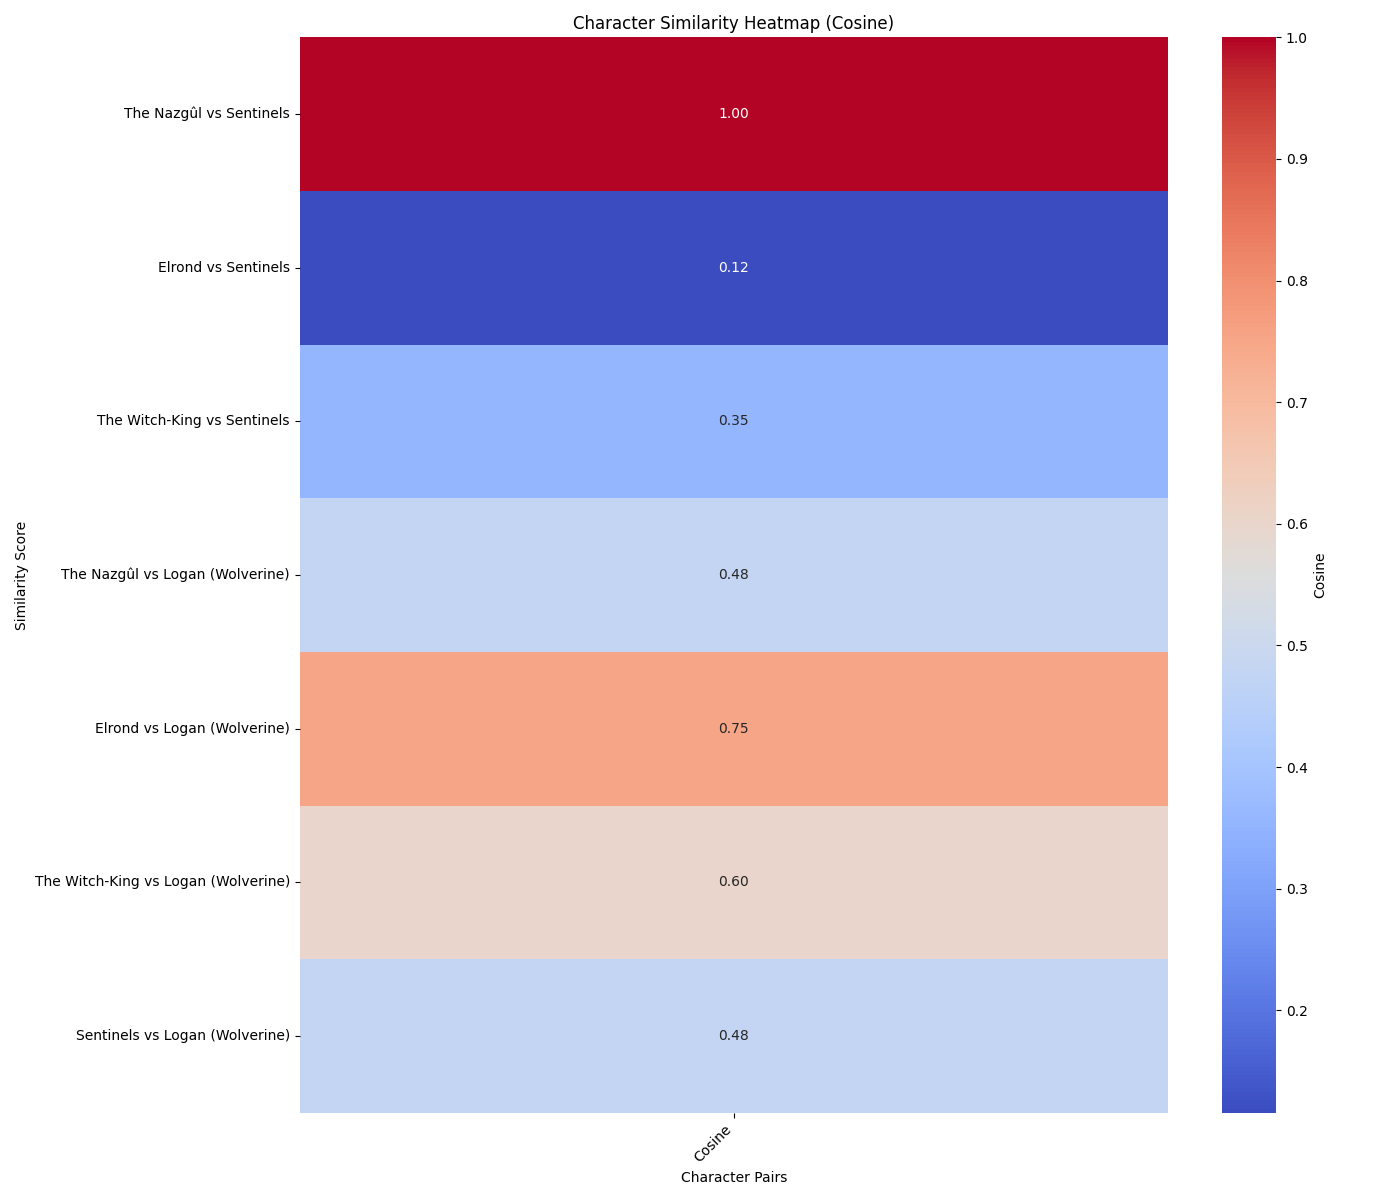 Character Similarity Heatmap (Cosine)
The Nazgûl vs Sentinels
1.00
Elrond vs Sentinels
0.12
The Witch-King vs Sentinels
0.35
The Nazgûl vs Logan (Wolverine)
0.48
Elrond vs Logan (Wolverine)
0.75
The Witch-King vs Logan (Wolverine)
0.60
Sentinels vs Logan (Wolverine)
0.48
Similarity Score
Cosine
Character Pairs
1.0
0.9
0.8
0.7
0.6
0.5
0.4
0.3
0.2
Cosine